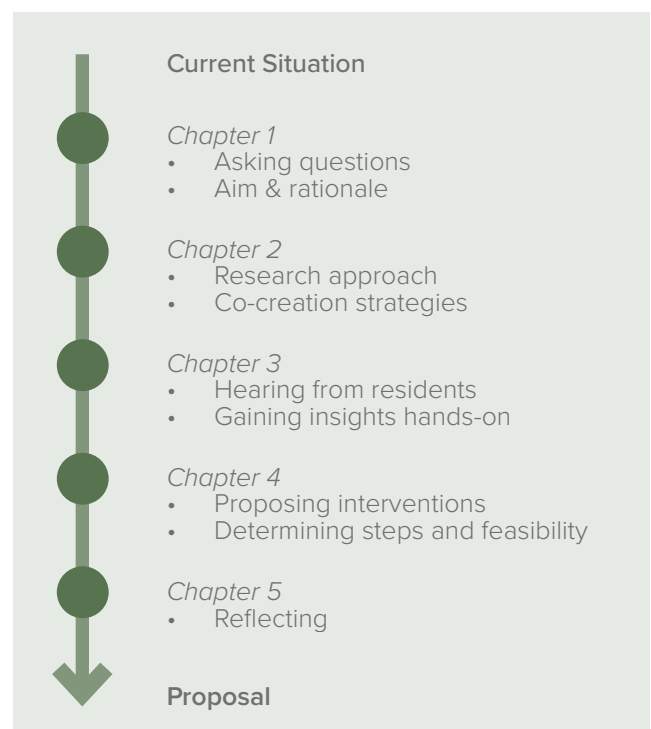 Current Situation
Chapter 1
• Asking questions
• Aim & rationale
Chapter 2
• Research approach
• Co-creation strategies
Chapter 3
• Hearing from residents
• Gaining insights hands-on
Chapter 4
• Proposing interventions
• Determining steps and feasibility
Chapter 5
• Reflecting
Proposal